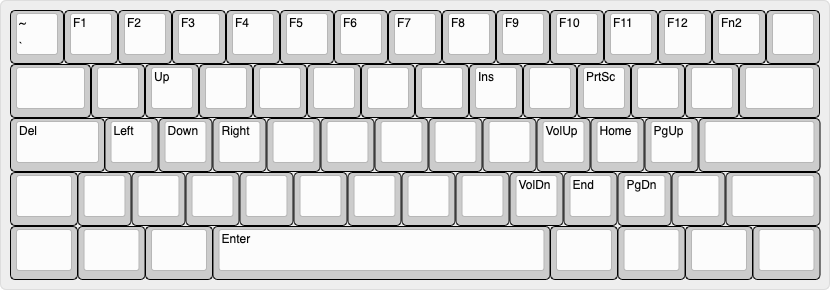 ~ F1 F2 F3 F4 F5 F6 F7 F8 F9 F10 F11 F12 Fn2
`
Up Ins PrtSc
Del Left Down Right VolUp Home PgUp
VolDn End PgDn
Enter